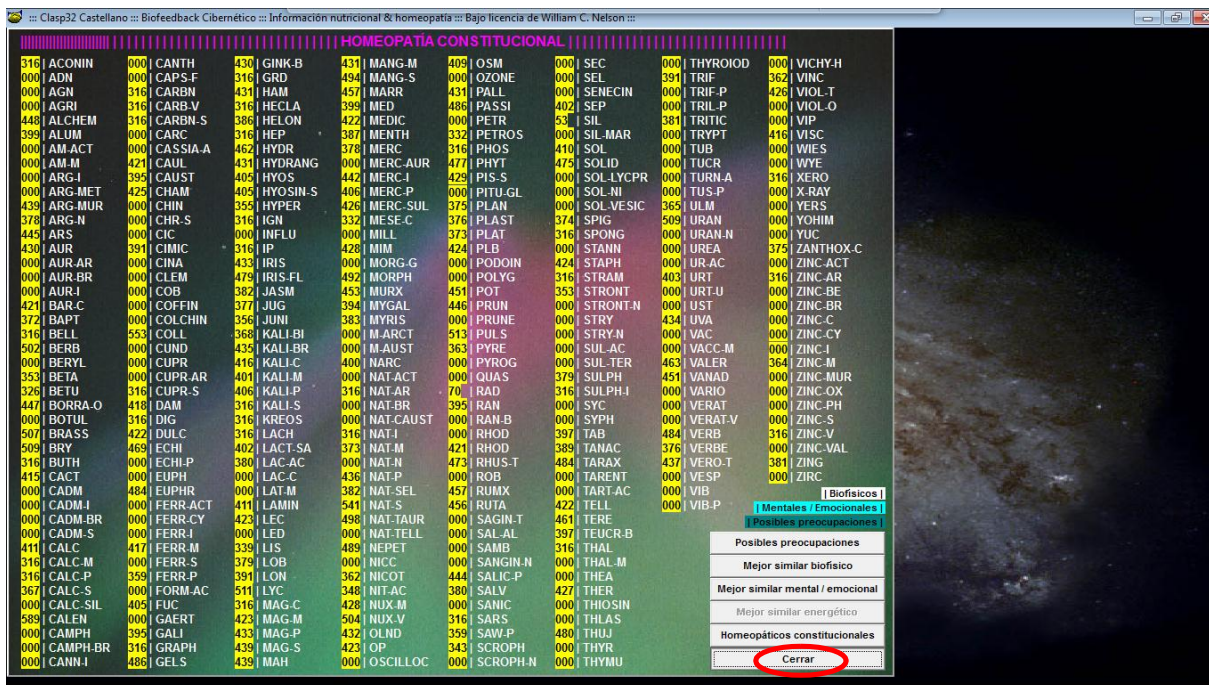 ::: Clasp32 Castellano ::: Biofeedback Cibernético ::: Información nutricional & homeopatía ::: Bajo licencia de William C. Nelson :::
HOMEOPATÍA CONSTITUCIONAL
316 | ACONIN
000 | ADN
000 | AGN
000 | AGRI
448 | ALCHEM
399 | ALUM
000 | AM-ACT
000 | AM-M
000 | ARG-I
000 | ARG-MET
439 | ARG-MUR
378 | ARG-N
445 | ARS
430 | AUR
000 | AUR-AR
000 | AUR-BR
000 | AUR-I
421 | BAR-C
372 | BAPT
316 | BELL
502 | BERB
000 | BERYL
353 | BETA
326 | BETU
447 | BORRA-O
000 | BOTUL
507 | BRASS
509 | BRY
316 | BUTH
415 | CACT
000 | CADM
000 | CADM-I
000 | CADM-BR
000 | CADM-S
411 | CALC
316 | CALC-M
316 | CALC-P
367 | CALC-S
000 | CALC-SIL
589 | CALEN
000 | CAMPH
000 | CAMPH-BR
000 | CANN-I
000 | CANTH
000 | CAPS-F
316 | CARBN
316 | CARB-V
316 | CARBN-S
000 | CARC
000 | CASSIA-A
421 | CAUL
395 | CAUST
425 | CHAM
000 | CHIN
000 | CHR-S
000 | CIC
391 | CIMIC
000 | CINA
000 | CLEM
000 | COB
000 | COFFIN
000 | COLCHIN
553 | COLL
000 | CUND
000 | CUPR
000 | CUPR-AR
316 | CUPR-S
418 | DAM
316 | DIG
422 | DULC
469 | ECHI
000 | ECHI-P
000 | EUPH
484 | EUPHR
000 | FERR-ACT
000 | FERR-CY
000 | FERR-I
417 | FERR-M
000 | FERR-S
359 | FERR-P
000 | FORM-AC
405 | FUC
000 | GAERT
395 | GALI
316 | GRAPH
486 | GELS
430 | GINK-B
316 | GRD
431 | HAM
316 | HECLA
386 | HELON
316 | HEP
462 | HYDR
431 | HYDRANG
405 | HYOS
405 | HYOSIN-S
355 | HYPER
316 | IGN
000 | INFLU
316 | IP
433 | IRIS
479 | IRIS-FL
382 | JASM
377 | JUG
356 | JUNI
368 | KALI-BI
435 | KALI-BR
416 | KALI-C
401 | KALI-M
406 | KALI-P
316 | KALI-S
316 | KREOS
316 | LACH
402 | LACT-SA
380 | LAC-AC
000 | LAC-C
000 | LAT-M
411 | LAMIN
423 | LEC
000 | LED
339 | LIS
379 | LOB
391 | LON
511 | LYC
316 | MAG-C
423 | MAG-M
433 | MAG-P
439 | MAG-S
439 | MAH
431 | MANG-M
494 | MANG-S
457 | MARR
399 | MED
422 | MEDIC
387 | MENTH
378 | MERC
000 | MERC-AUR
442 | MERC-I
406 | MERC-P
426 | MERC-SUL
332 | MESE-C
000 | MILL
428 | MIM
000 | MORG-G
492 | MORPH
453 | MURX
394 | MYGAL
383 | MYRIS
000 | M-ARCT
000 | M-AUST
400 | NARC
000 | NAT-ACT
316 | NAT-AR
000 | NAT-BR
000 | NAT-CAUST
316 | NAT-I
373 | NAT-M
000 | NAT-N
436 | NAT-P
382 | NAT-SEL
541 | NAT-S
498 | NAT-TAUR
000 | NAT-TELL
489 | NEPET
000 | NICC
362 | NICOT
348 | NIT-AC
428 | NUX-M
504 | NUX-V
432 | OLND
423 | OP
000 | OSCILLOC
409 | OSM
000 | OZONE
431 | PALL
486 | PASSI
000 | PETR
332 | PETROS
316 | PHOS
477 | PHYT
429 | PIS-S
000 | PITU-GL
375 | PLAN
376 | PLAST
373 | PLAT
424 | PLB
000 | PODOIN
000 | POLYG
451 | POT
446 | PRUN
000 | PRUNE
513 | PULS
363 | PYRE
000 | PYROG
000 | QUAS
70 | RAD
395 | RAN
000 | RAN-B
000 | RHOD
421 | RHOD
473 | RHUS-T
000 | ROB
457 | RUMX
456 | RUTA
000 | SAGIN-T
000 | SAL-AL
000 | SAMB
000 | SANGIN-N
444 | SALIC-P
380 | SALV
000 | SANIC
316 | SARS
359 | SAW-P
343 | SCROPH
000 | SCROPH-N
000 | SEC
000 | SEL
000 | SENECIN
402 | SEP
53 | SIL
000 | SIL-MAR
410 | SOL
475 | SOLID
000 | SOL-LYCPR
000 | SOL-NI
000 | SOL-VESIC
374 | SPIG
316 | SPONG
000 | STANN
424 | STAPH
316 | STRAM
353 | STRONT
000 | STRONT-N
000 | STRY
000 | STRY-N
000 | SUL-AC
000 | SUL-TER
379 | SULPH
316 | SULPH-I
000 | SYC
000 | SYPH
397 | TAB
389 | TANAC
484 | TARAX
000 | TARENT
000 | TART-AC
422 | TELL
461 | TERE
397 | TEUCR-B
316 | THAL
000 | THAL-M
000 | THEA
427 | THER
000 | THIOSIN
000 | THLAS
480 | THUJ
000 | THYR
000 | THYMU
000 | THYROIOD
391 | TRIF
000 | TRIF-P
000 | TRIL-P
381 | TRITIC
000 | TRYPT
000 | TUB
000 | TUCR
000 | TURN-A
000 | TUS-P
365 | ULM
509 | URAN
000 | URAN-N
000 | UREA
000 | UR-AC
403 | URT
000 | URT-U
000 | UST
434 | UVA
000 | VAC
000 | VACC-M
463 | VALER
451 | VANAD
000 | VARIO
000 | VERAT
000 | VERAT-V
484 | VERB
376 | VERBE
437 | VERO-T
000 | VESP
000 | VIB
000 | VIB-P
000 | VICHY-H
362 | VINC
426 | VIOL-T
000 | VIOL-O
000 | VIP
416 | VISC
000 | WIES
000 | WYE
316 | XERO
000 | X-RAY
000 | YERS
000 | YOHIM
000 | YUC
375 | ZANTHOX-C
000 | ZINC-ACT
316 | ZINC-AR
000 | ZINC-BE
000 | ZINC-BR
000 | ZINC-C
000 | ZINC-CY
000 | ZINC-I
364 | ZINC-M
000 | ZINC-MUR
000 | ZINC-OX
000 | ZINC-PH
000 | ZINC-S
316 | ZINC-V
000 | ZINC-VAL
381 | ZING
000 | ZIRC
| Biofísicos |
| Mentales / Emocionales |
| Posibles preocupaciones |
Posibles preocupaciones
Mejor similar biofísico
Mejor similar mental / emocional
Mejor similar energético
Homeopáticos constitucionales
Cerrar